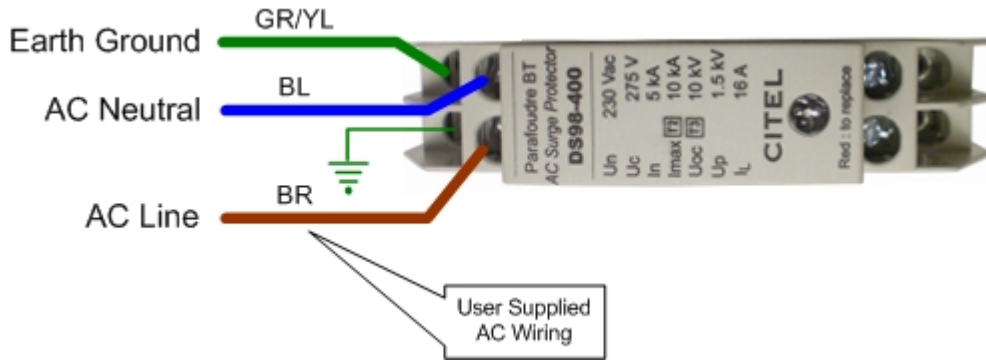 GR/YL
Earth Ground
BL
AC Neutral
BR
AC Line
User Supplied
AC Wiring
Parafoudre BT
AC Surge Protector
DS98-400
Un 230 Vac
Uc 275 V
In 5 kA
Imax T2 10 kA
Uoc T3 10 kV
Up 1.5 kV
IL 16 A
CITEL
Red : to replace